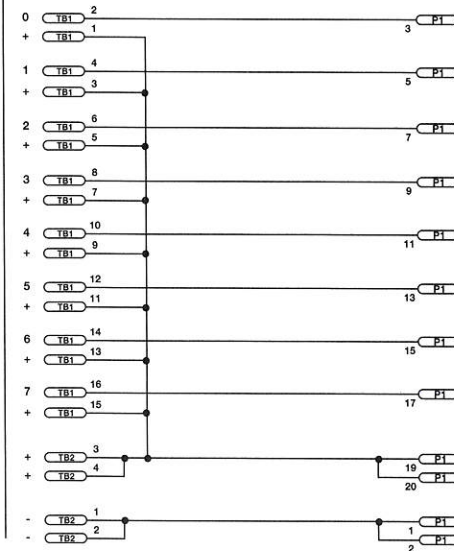 0 TB1 2 3 P1
+ TB1 1
1 TB1 4 5 P1
+ TB1 3
2 TB1 6 7 P1
+ TB1 5
3 TB1 8 9 P1
+ TB1 7
4 TB1 10 11 P1
+ TB1 9
5 TB1 12 13 P1
+ TB1 11
6 TB1 14 15 P1
+ TB1 13
7 TB1 16 17 P1
+ TB1 15
+ TB2 3 19 P1
+ TB2 4 20 P1
- TB2 1 1 P1
- TB2 2 2 P1